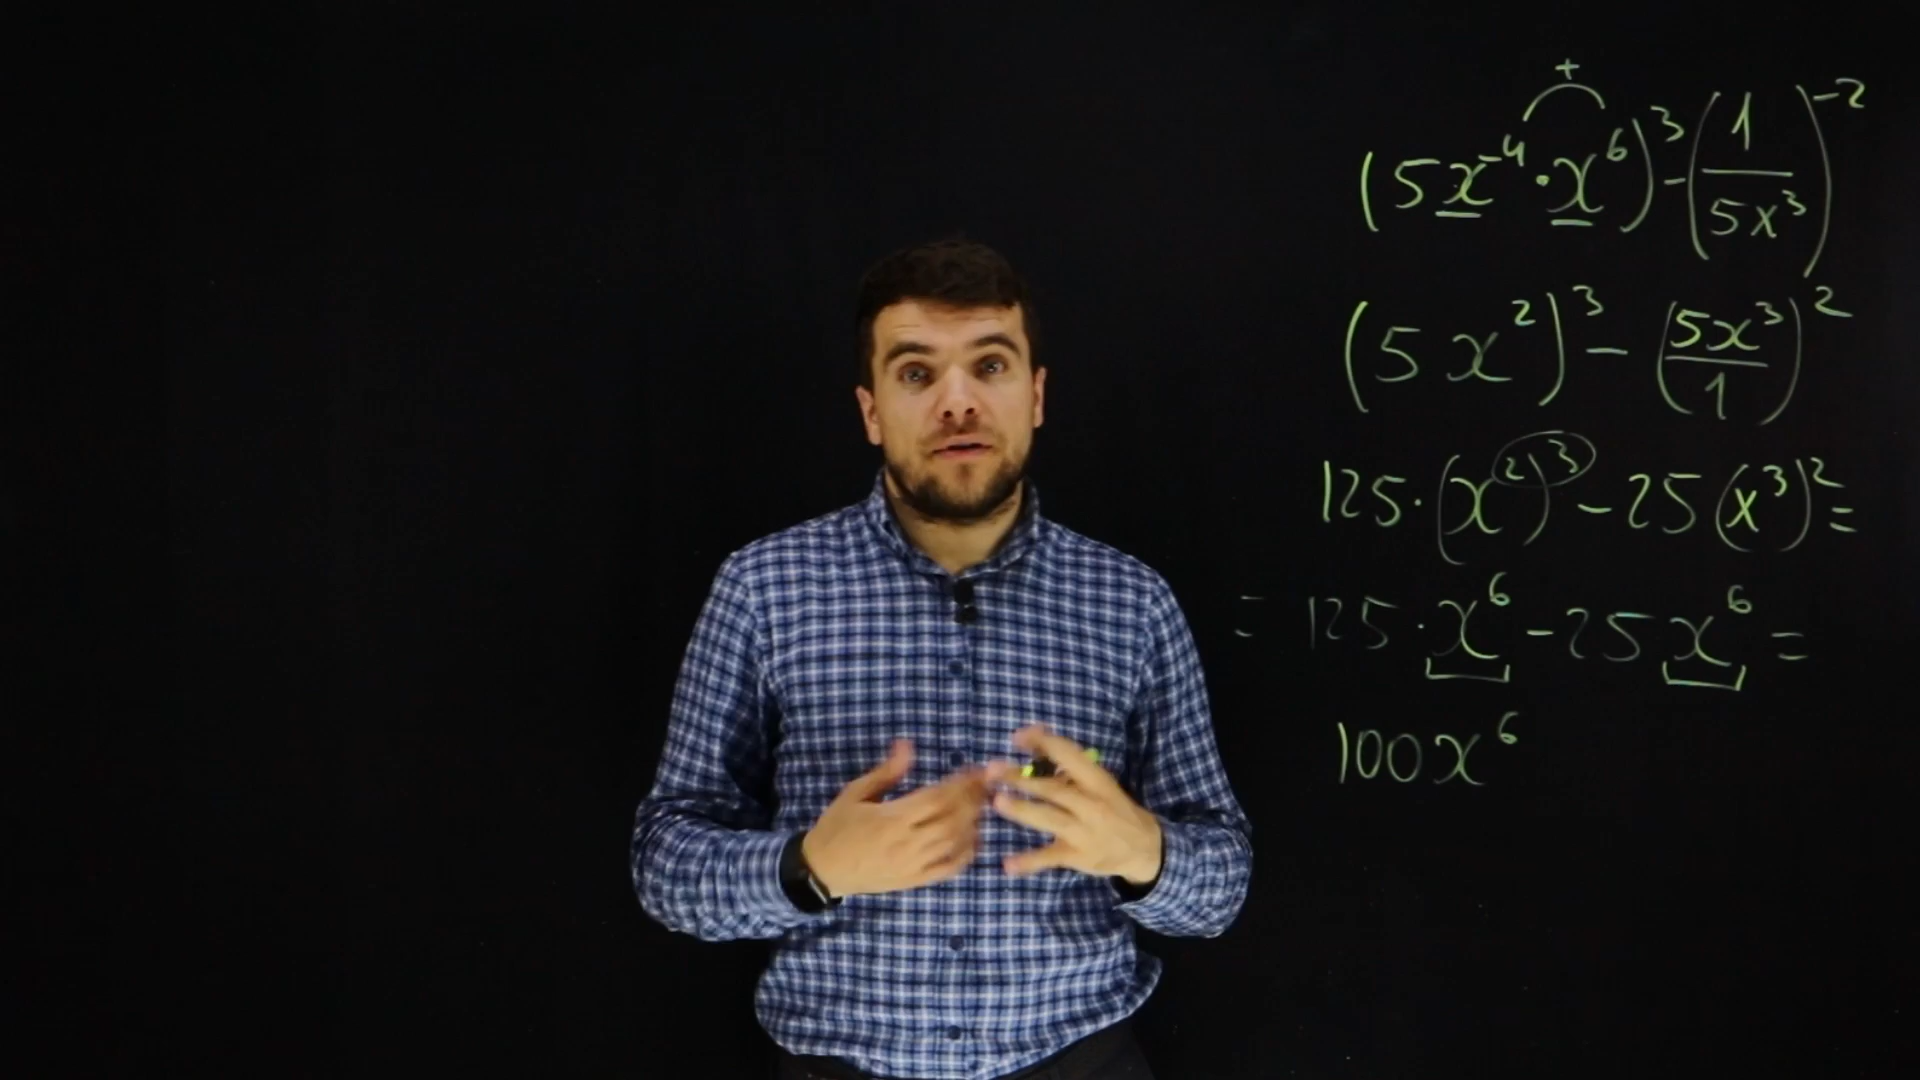 +
(5x⁻⁴·x⁶)³-(1/5x³)⁻²
(5x²)³-(5x³/1)²
125·(x²)³-25(x³)²=
=125·x⁶-25x⁶=
100x⁶